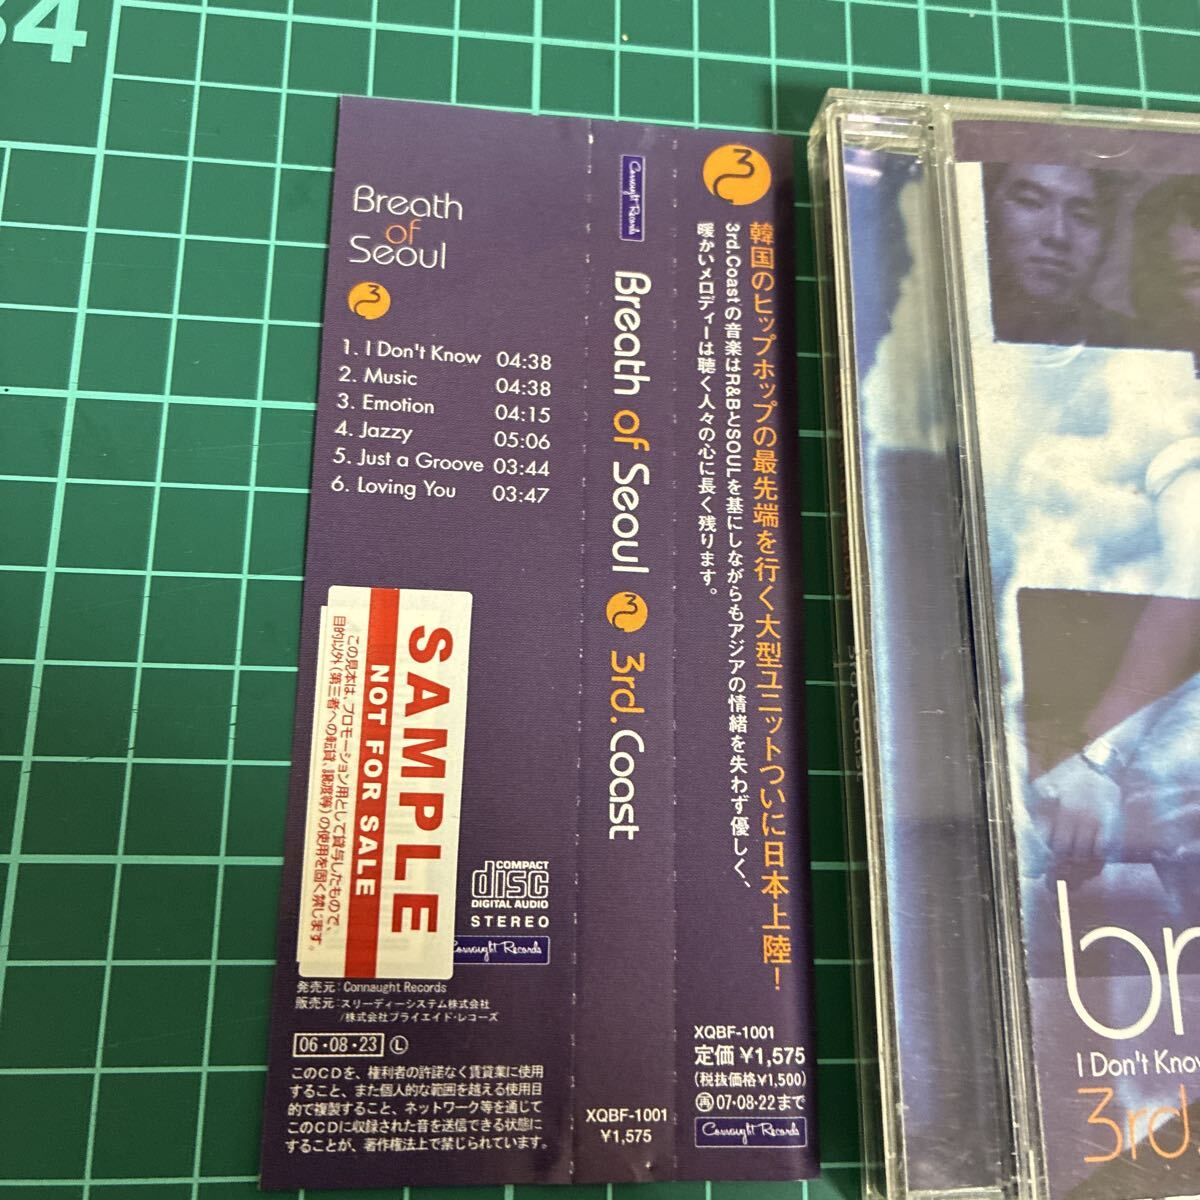 34
Breath
of
Seoul
3
1. I Don't Know 04:38
2. Music 04:38
3. Emotion 04:15
4. Jazzy 05:06
5. Just a Groove 03:44
6. Loving You 03:47
SAMPLE
NOT FOR SALE
この見本は、プロモーション用として貸与したもので、
目的以外(第三者への転貸、譲渡等)の使用を固く禁じます。
COMPACT
disc
DIGITAL AUDIO
STEREO
Connaught Records
発売元:Connaught Records
販売元:スリーディーシステム株式会社
/株式会社ブライエイド・レコーズ
06・08・23 L
このCDを、権利者の許諾なく賃貸業に使用
すること、また個人的な範囲を越える使用目
的で複製すること、ネットワーク等を通じて
このCDに収録された音を送信できる状態に
することが、著作権法上で禁じられています。
Connaught Records
Breath of Seoul 3 3rd.Coast
XQBF-1001
¥1,575
3
韓国のヒップホップの最先端を行く大型ユニットついに日本上陸!
3rd.Coastの音楽はR&BとSOULを基にしながらもアジアの情緒を失わず優しく、
暖かいメロディーは聴く人々の心に長く残ります。
XQBF-1001
定価¥1,575
(税抜価格¥1,500)
再07・08・22まで
Connaught Records
3rd.Coast
br
I Don't Know
3rd.